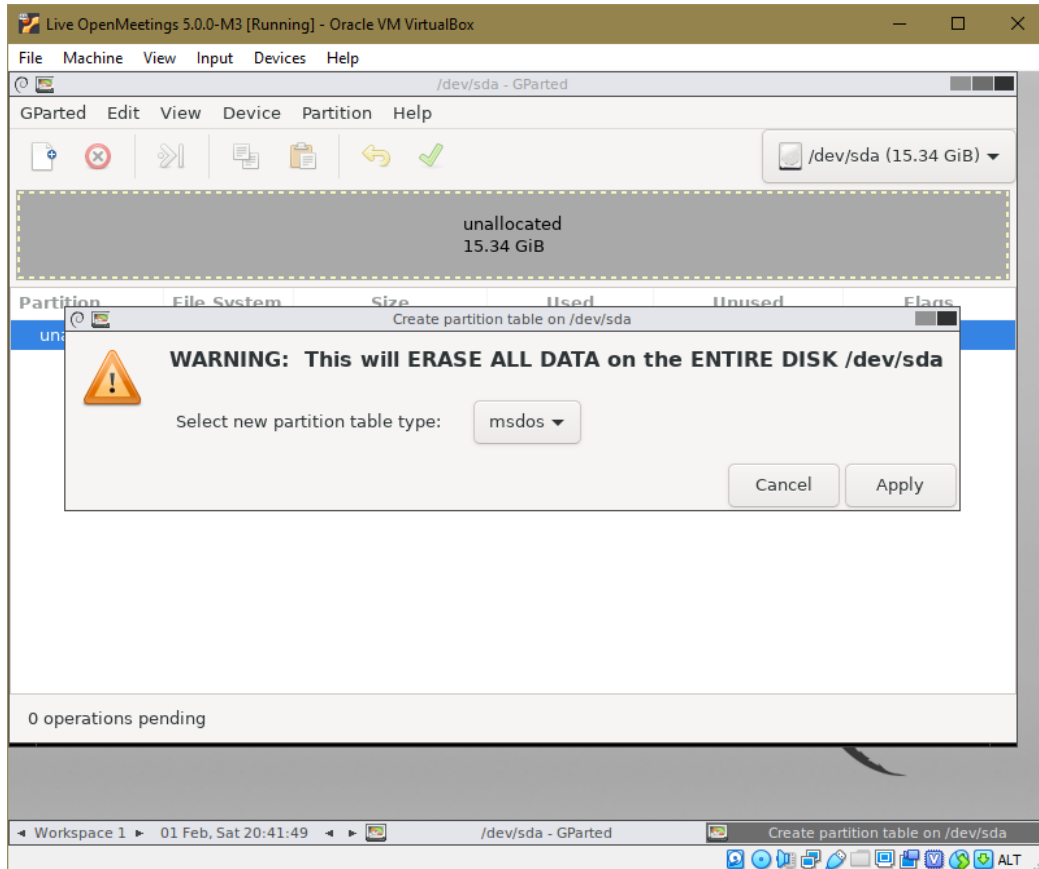 Live OpenMeetings 5.0.0-M3 [Running] - Oracle VM VirtualBox
File Machine View Input Devices Help
/dev/sda - GParted
GParted Edit View Device Partition Help
/dev/sda (15.34 GiB)
unallocated
15.34 GiB
Partition File System Size Used Unused Flags
una
Create partition table on /dev/sda
WARNING: This will ERASE ALL DATA on the ENTIRE DISK /dev/sda
Select new partition table type: msdos
Cancel Apply
0 operations pending
Workspace 1 01 Feb, Sat 20:41:49 /dev/sda - GParted Create partition table on /dev/sda
ALT